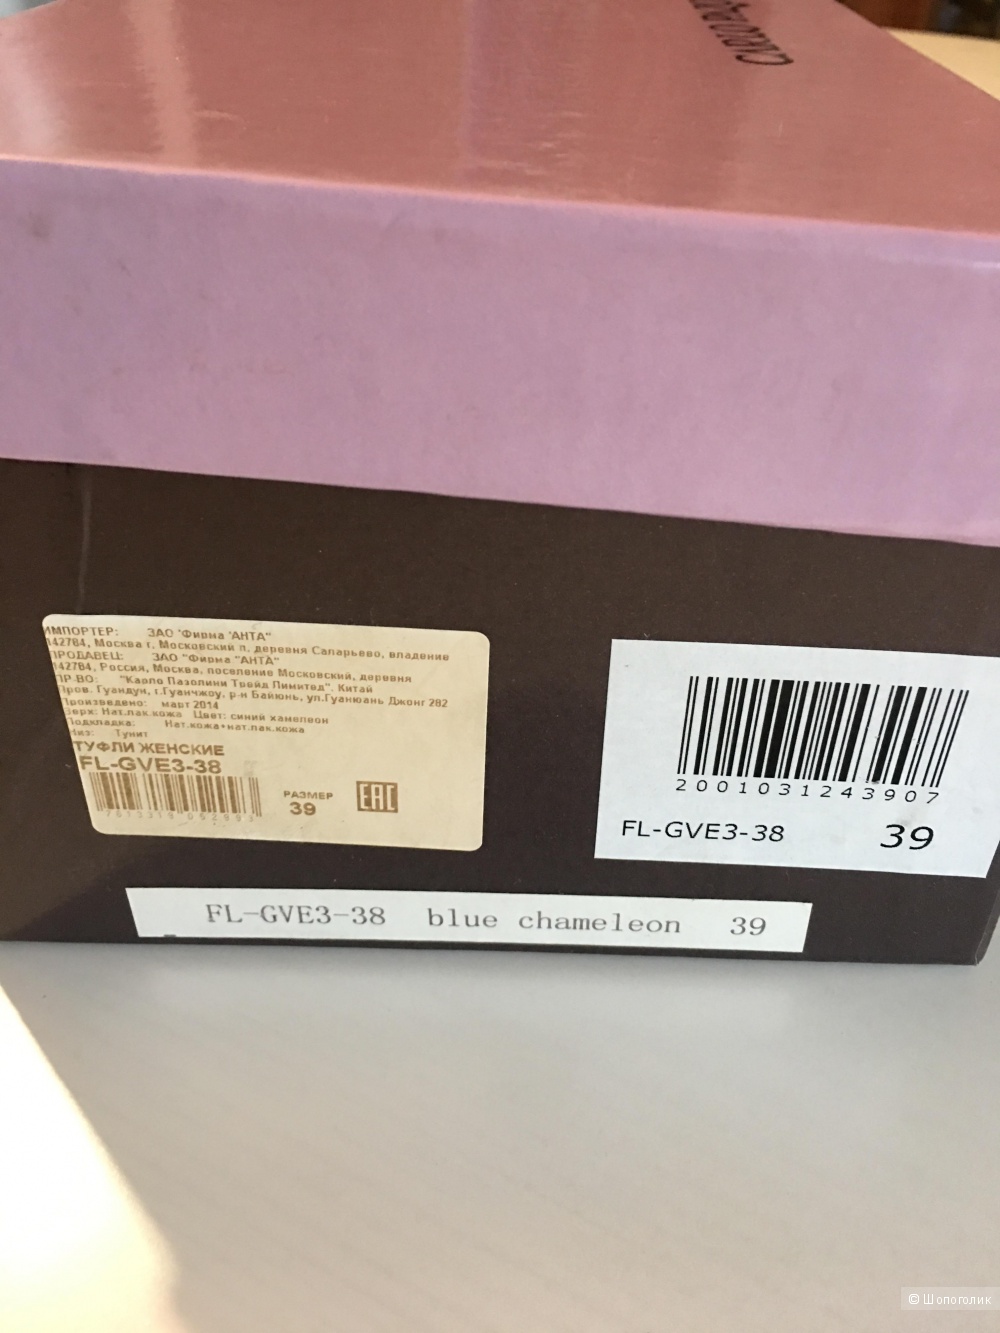 ИМПОРТЕР: ЗАО "Фирма "АНТА"
142784, Москва г, Московский п, деревня Саларьево, владение
ПРОДАВЕЦ: ЗАО "Фирма "АНТА"
142784, Россия, Москва, поселение Московский, деревня
ПР-ВО: "Карло Пазолини Трейд Лимитед". Китай
Пров. Гуандун, г.Гуанчжоу, р-н Байюнь, ул.Гуанюань Джонг 282
Произведено: март 2014
Верх: Нат.лак.кожа Цвет: синий хамелеон
Подкладка: Нат.кожа+нат.лак.кожа
Низ: Тунит
ТУФЛИ ЖЕНСКИЕ
FL-GVE3-38
РАЗМЕР
39
EAC
2001031243907
FL-GVE3-38 39
FL-GVE3-38 blue chameleon 39
© Шопоголик